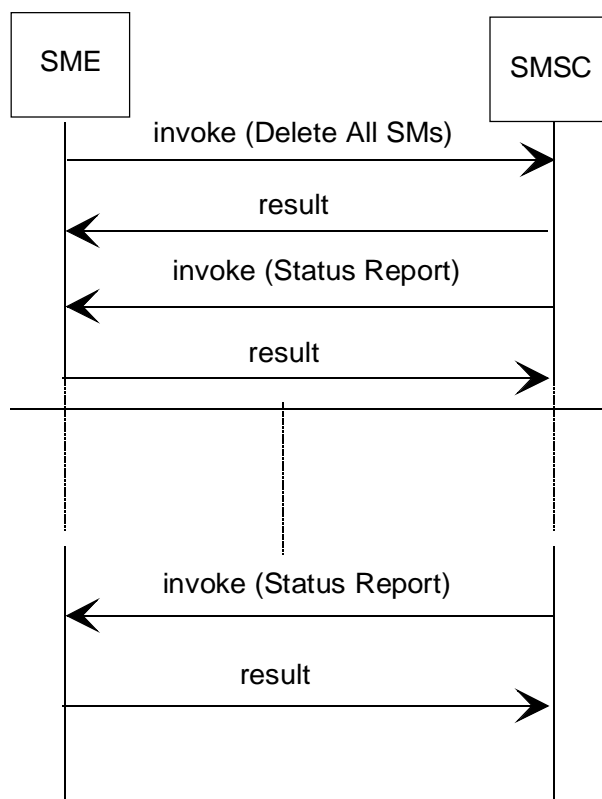 SME
SMSC
invoke (Delete All SMs)
result
invoke (Status Report)
result
invoke (Status Report)
result